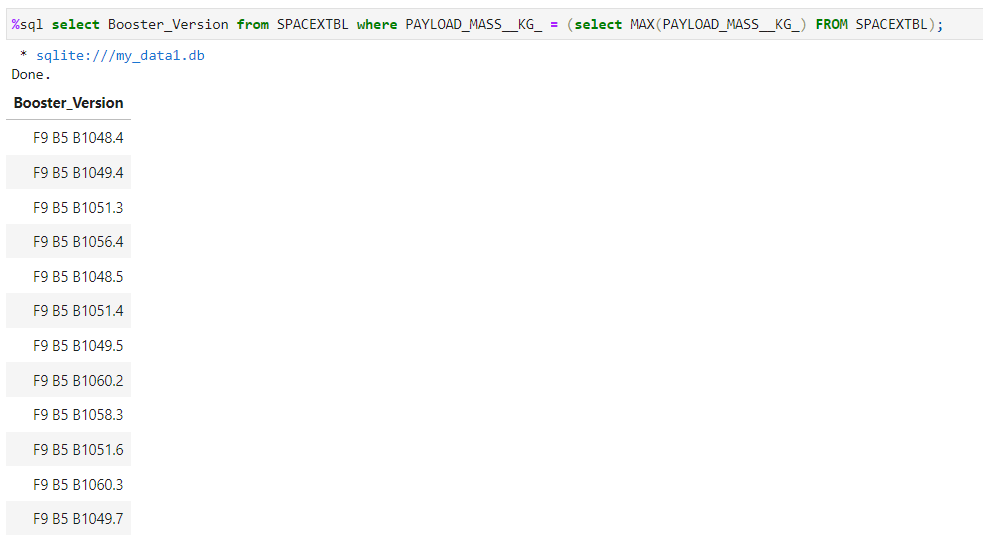 %sql select Booster_Version from SPACEXTBL where PAYLOAD_MASS__KG_ = (select MAX(PAYLOAD_MASS__KG_) FROM SPACEXTBL);
* sqlite:///my_data1.db
Done.
Booster_Version
F9 B5 B1048.4
F9 B5 B1049.4
F9 B5 B1051.3
F9 B5 B1056.4
F9 B5 B1048.5
F9 B5 B1051.4
F9 B5 B1049.5
F9 B5 B1060.2
F9 B5 B1058.3
F9 B5 B1051.6
F9 B5 B1060.3
F9 B5 B1049.7